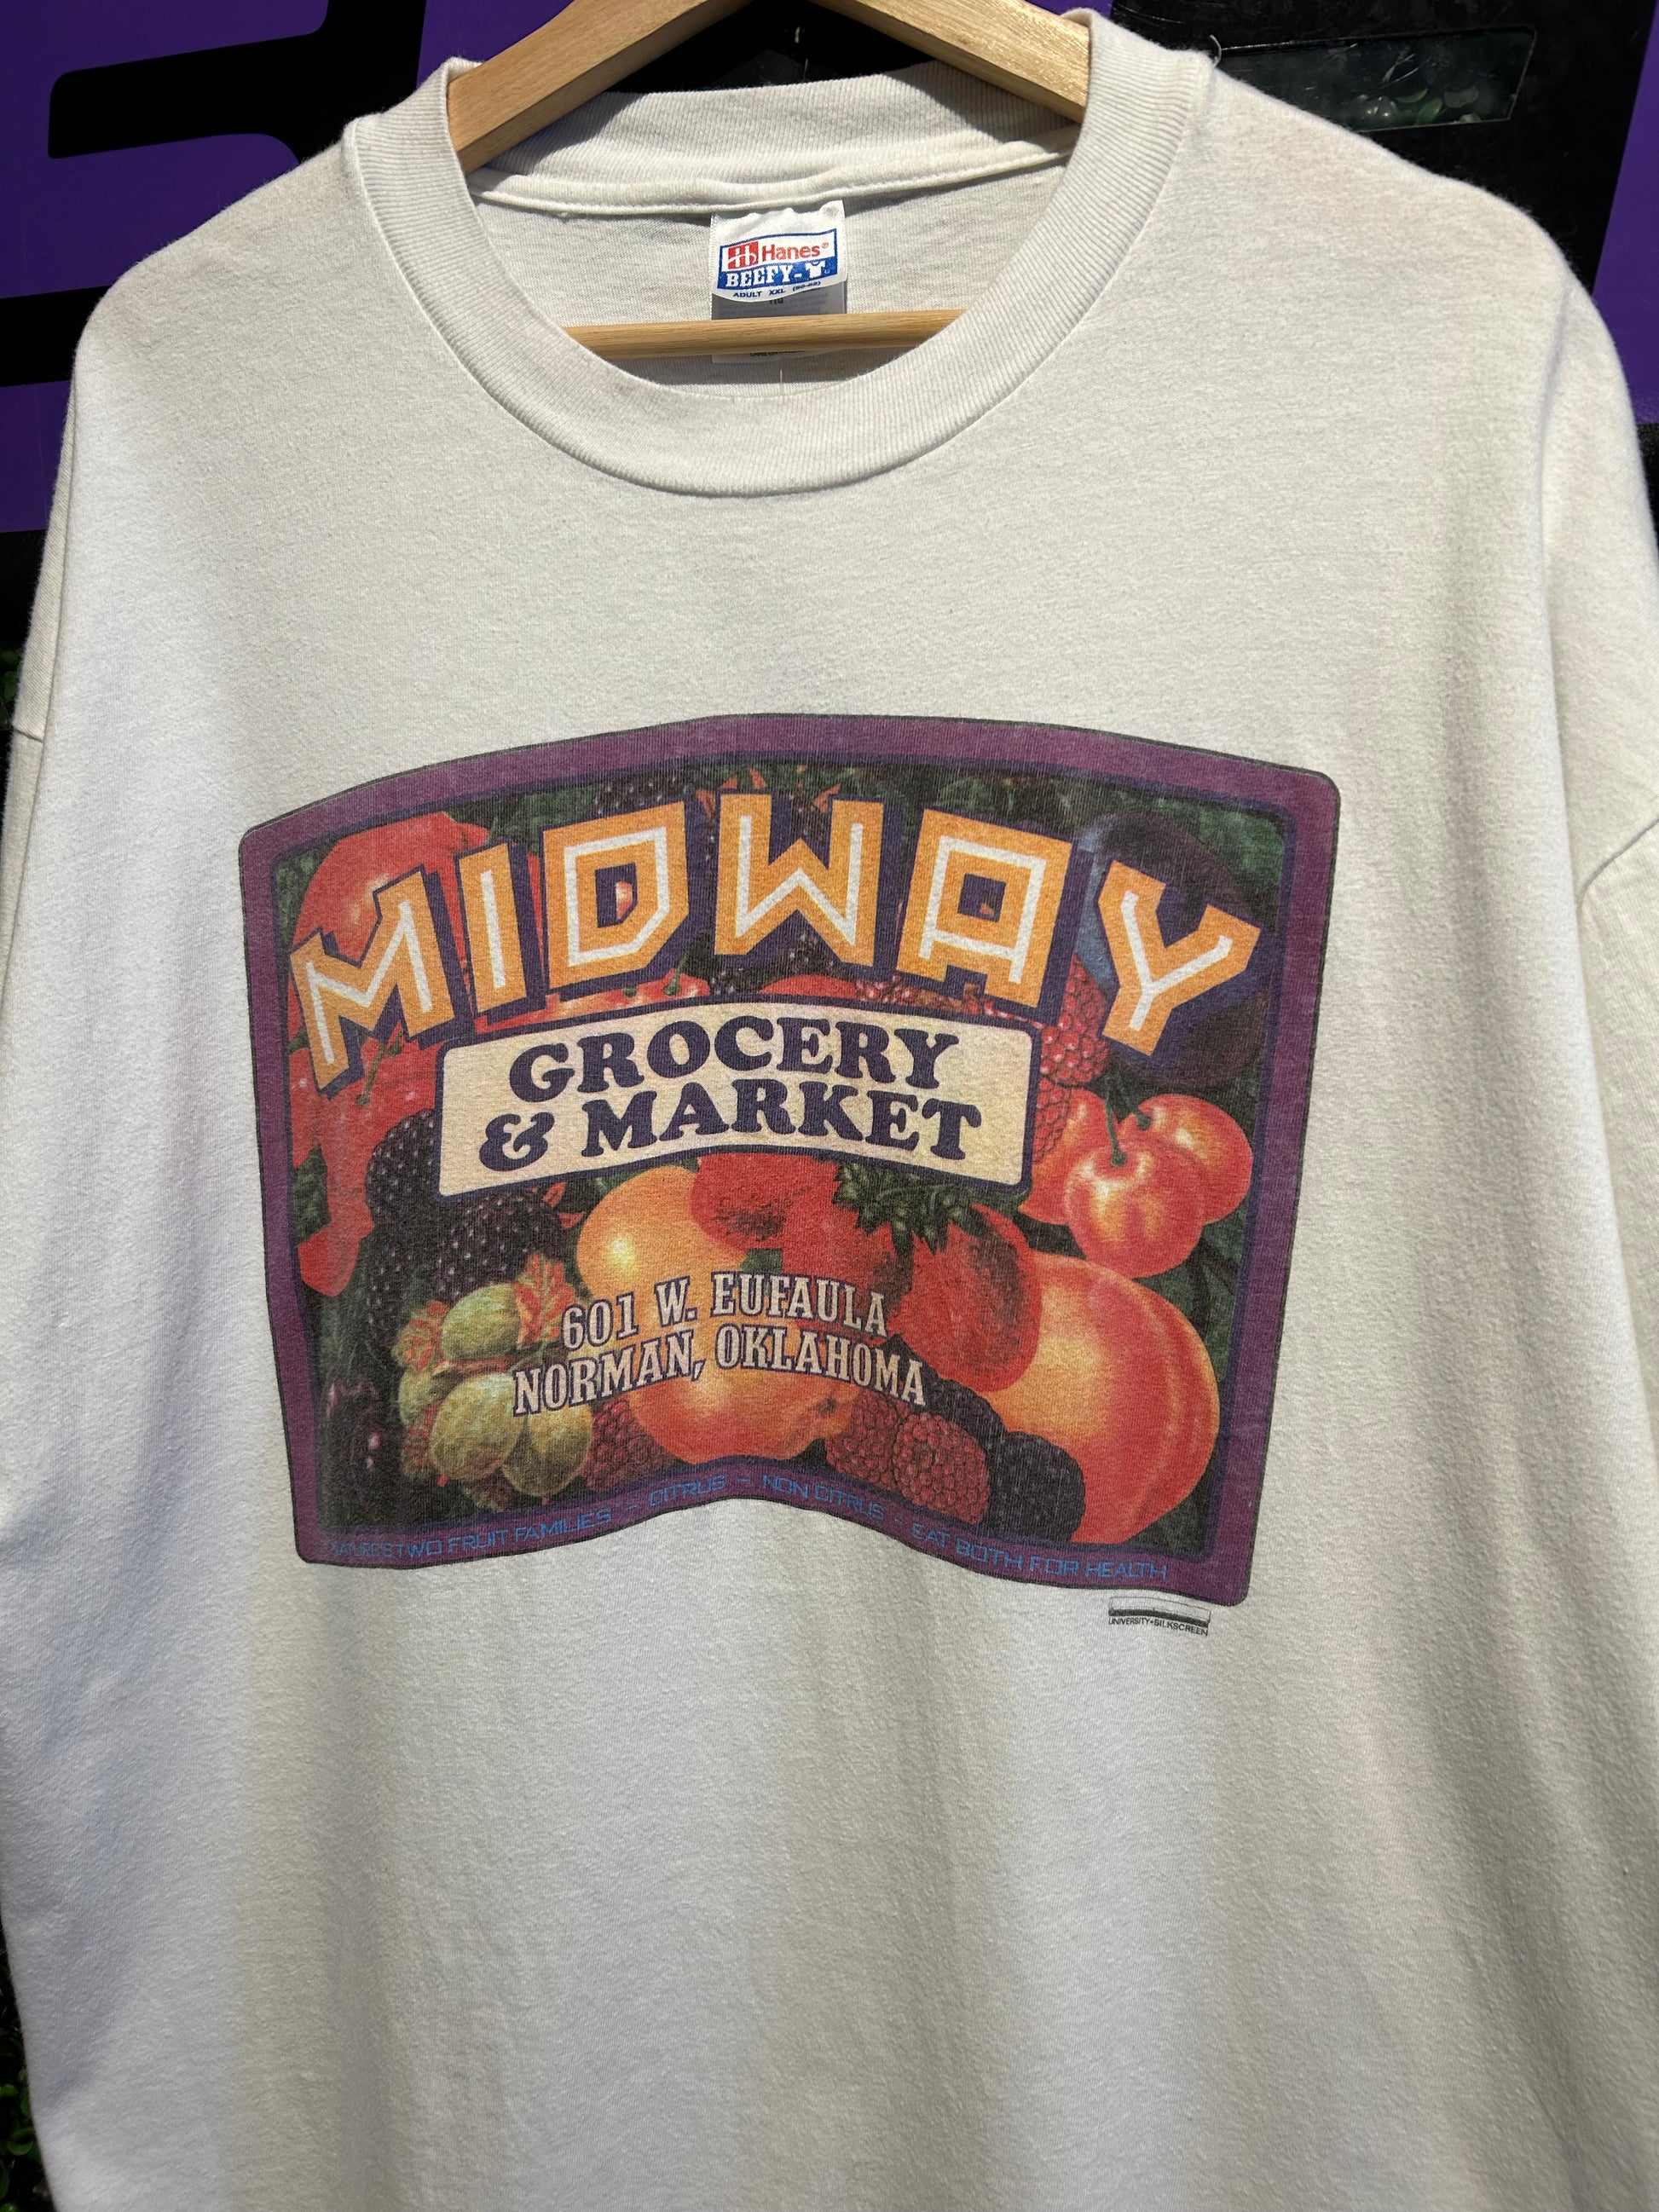 Hanes®
BEEFY-T
ADULT XXL
MIDWAY
GROCERY
& MARKET
601 W. EUFAULA
NORMAN, OKLAHOMA
NATURE'S TWO FRUIT FAMILIES - CITRUS - NON CITRUS - EAT BOTH FOR HEALTH
UNIVERSITY•SILKSCREEN